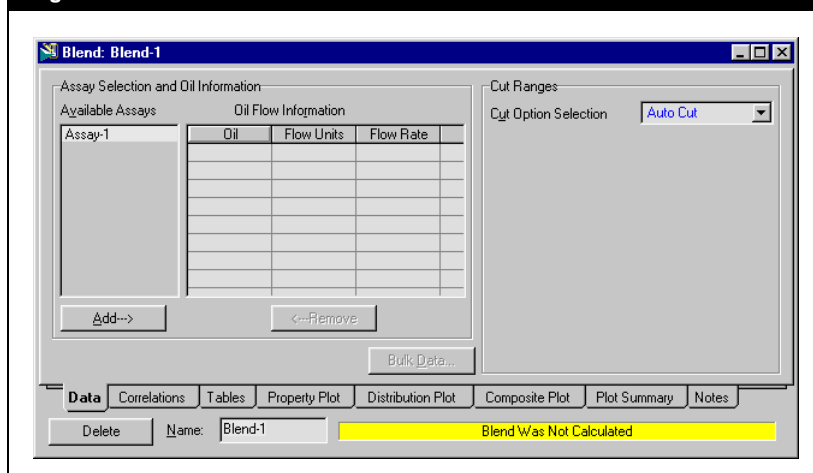 Blend: Blend-1
Assay Selection and Oil Information
Available Assays Oil Flow Information
Assay-1
Oil Flow Units Flow Rate
Add--->
<---Remove
Bulk Data...
Cut Ranges
Cut Option Selection Auto Cut
Data Correlations Tables Property Plot Distribution Plot Composite Plot Plot Summary Notes
Delete Name: Blend-1 Blend Was Not Calculated